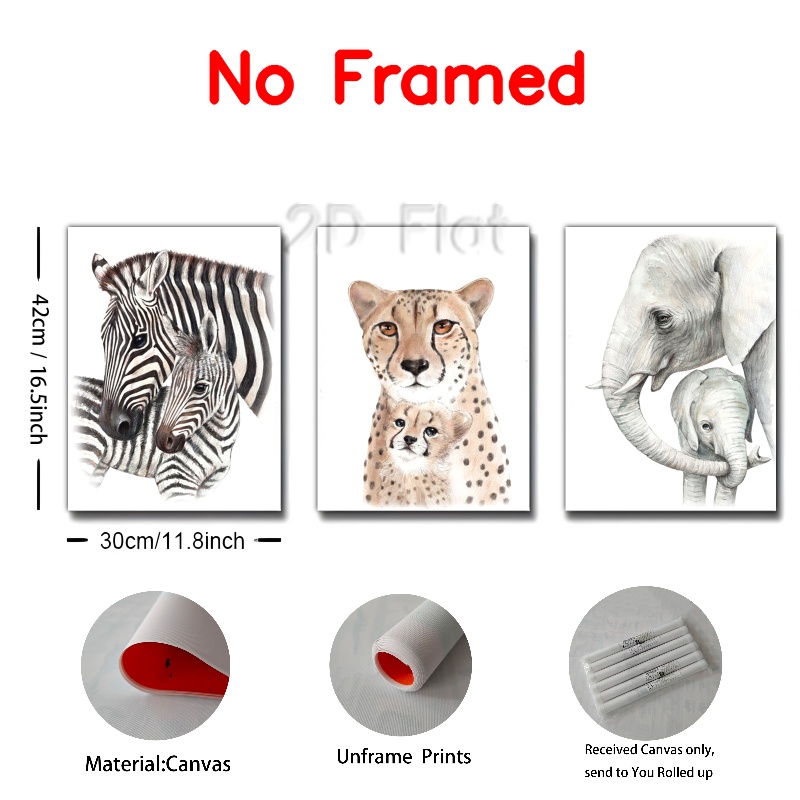 No Framed
2D Flat
42cm / 16.5inch
30cm/11.8inch
Material:Canvas
Unframe Prints
Received Canvas only,
send to You Rolled up